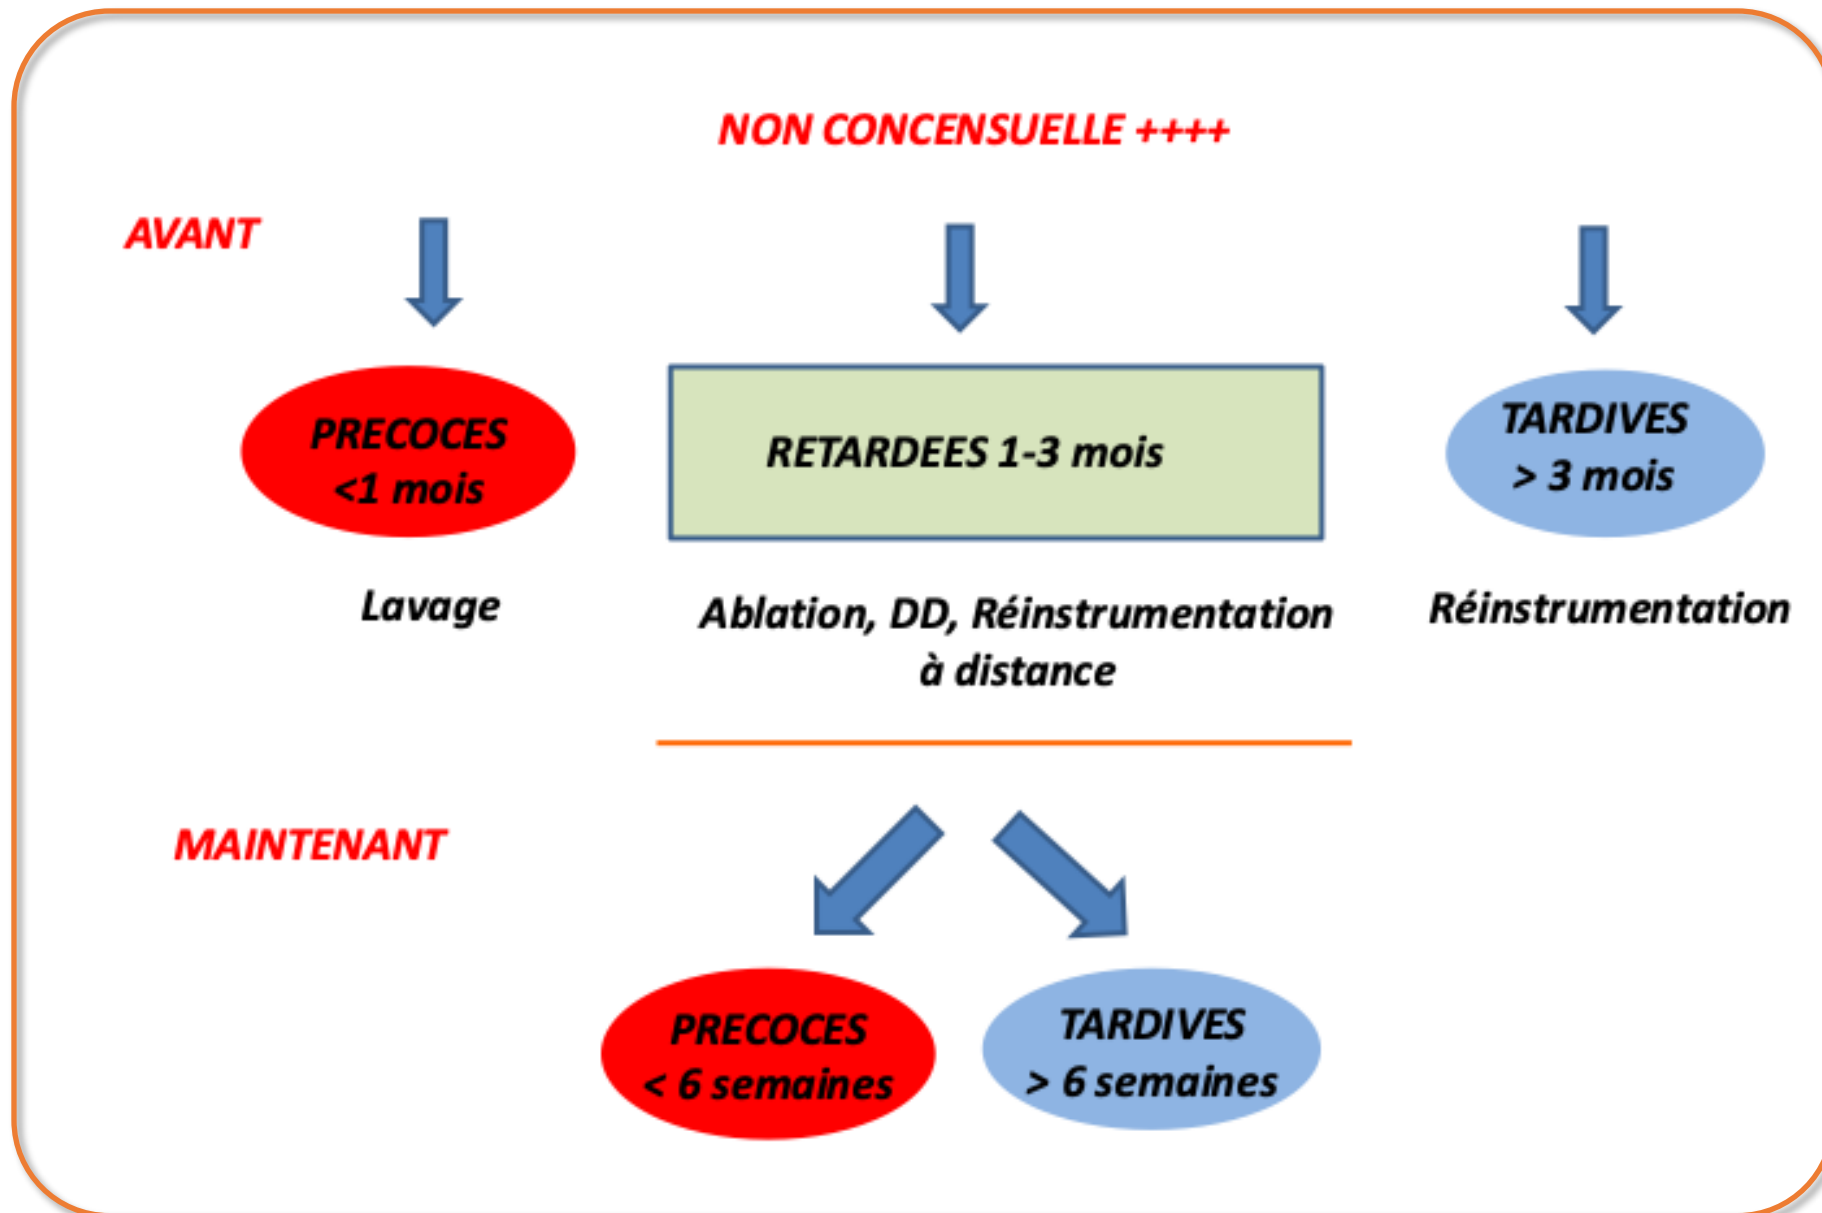 NON CONCENSUELLE ++++
AVANT
PRECOCES
<1 mois
RETARDEES 1-3 mois
TARDIVES
> 3 mois
Lavage
Ablation, DD, Réinstrumentation
à distance
Réinstrumentation
MAINTENANT
PRECOCES
< 6 semaines
TARDIVES
> 6 semaines